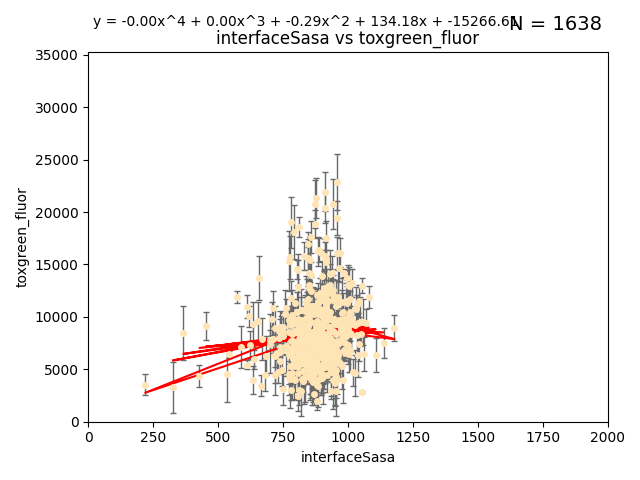 y = -0.00x^4 + 0.00x^3 + -0.29x^2 + 134.18x + -15266.6
N = 1638
interfaceSasa vs toxgreen_fluor
35000
30000
25000
20000
15000
10000
5000
0
toxgreen_fluor
0 250 500 750 1000 1250 1500 1750 2000
interfaceSasa